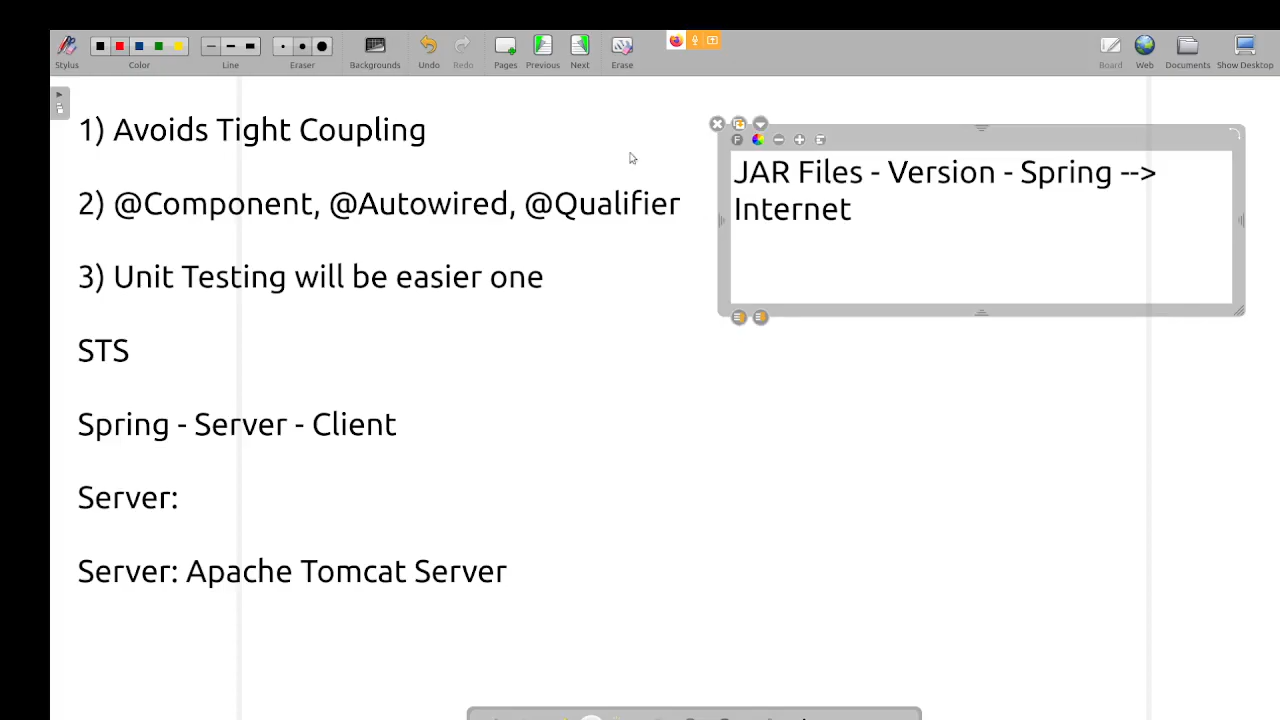 Stylus
Color
Line
Eraser
Backgrounds
Undo
Redo
Pages
Previous
Next
Erase
Board
Web
Documents
Show Desktop
1) Avoids Tight Coupling
2) @Component, @Autowired, @Qualifier
3) Unit Testing will be easier one
STS
Spring - Server - Client
Server:
Server: Apache Tomcat Server
F
JAR Files - Version - Spring -->
Internet